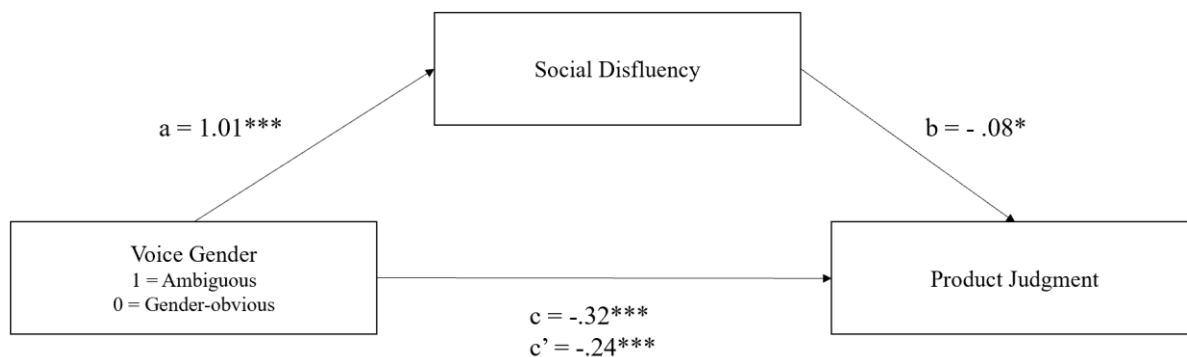 Social Disfluency
a = 1.01***
b = - .08*
Voice Gender
1 = Ambiguous
0 = Gender-obvious
Product Judgment
c = -.32***
c’ = -.24***